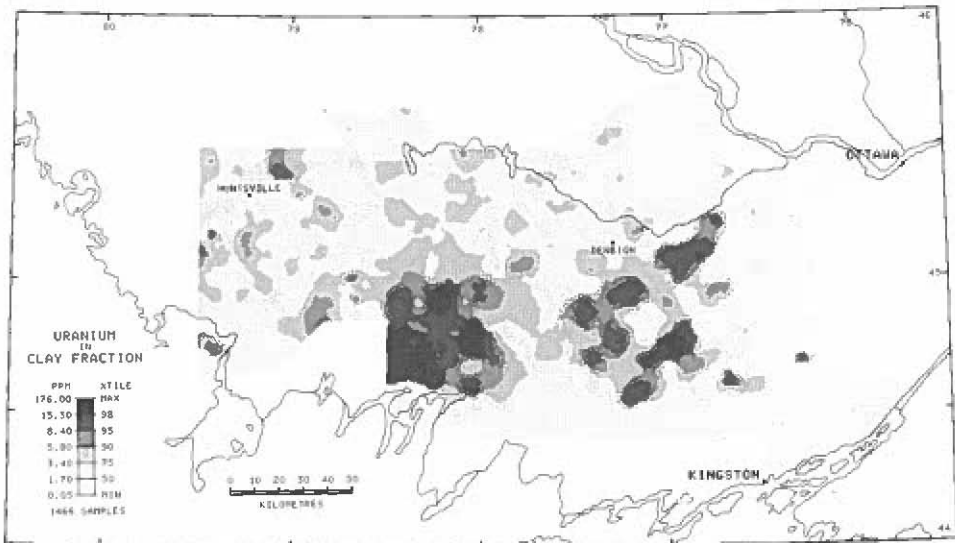 80 79 78 77 76 46
OTTAWA
HUNTSVILLE
DENBIGH
45
URANIUM
IN
CLAY FRACTION
PPM %TILE
176.00 MAX
15.30 98
8.40 95
5.80 90
3.40 75
1.70 50
0.05 MIN
1466 SAMPLES
0 10 20 30 40 50
KILOMETRES
KINGSTON
44